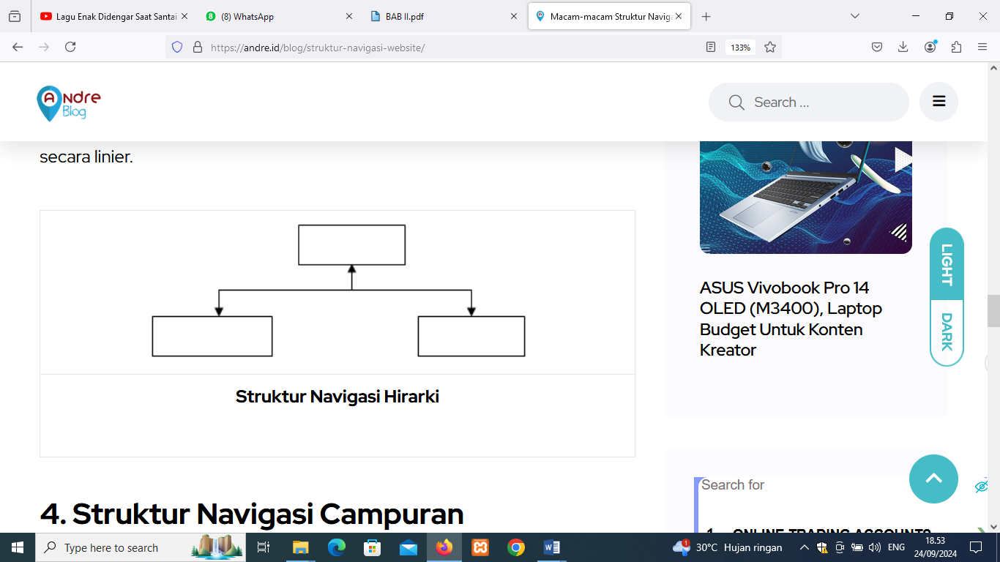 Lagu Enak Didengar Saat Santai
(8) WhatsApp
BAB II.pdf
Macam-macam Struktur Naviga
https://andre.id/blog/struktur-navigasi-website/
133%
Andre
Blog
Search ...
secara linier.
Struktur Navigasi Hirarki
4. Struktur Navigasi Campuran
ASUS Vivobook Pro 14
OLED (M3400), Laptop
Budget Untuk Konten
Kreator
LIGHT
DARK
Search for
1. ONLINE TRADING ACCOUNTS
Type here to search
1
30°C Hujan ringan
ENG
18.53
24/09/2024